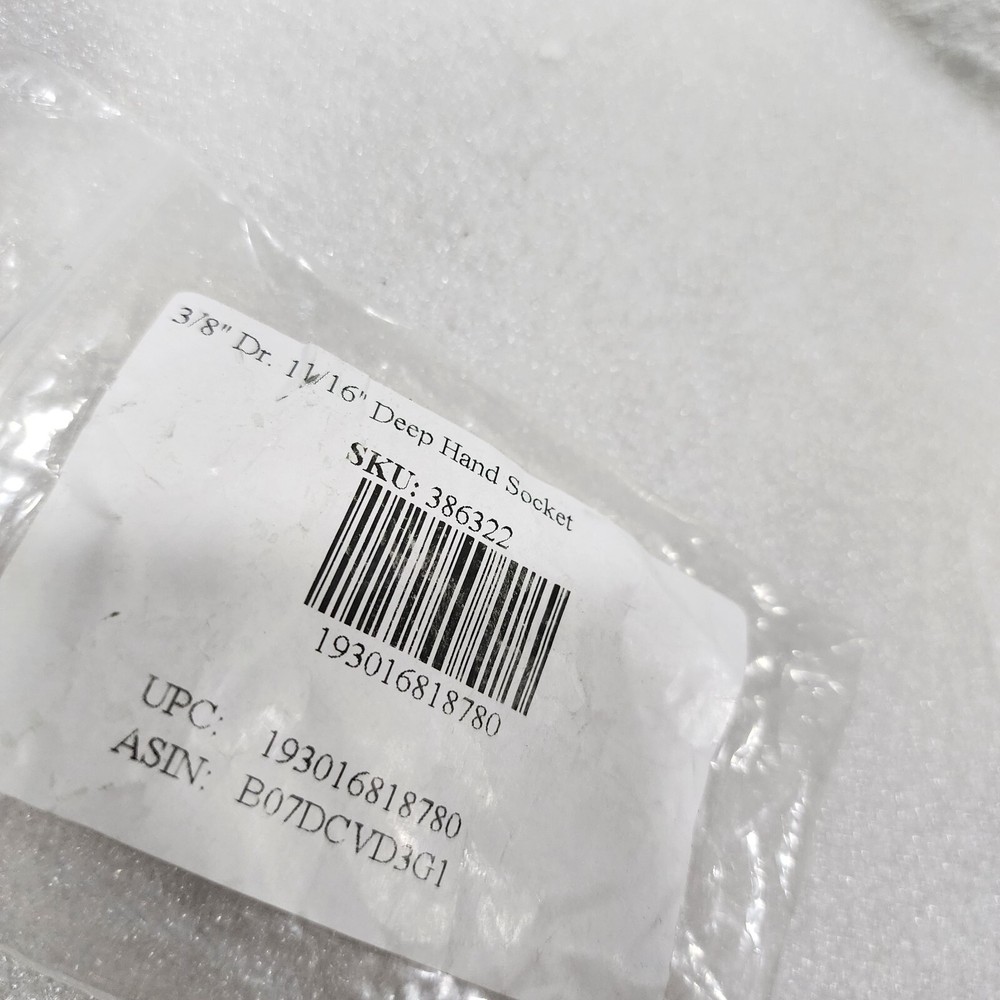 3/8" Dr. 11/16" Deep Hand Socket
SKU: 386322
193016818780
UPC: 193016818780
ASIN: B07DCVD3G1